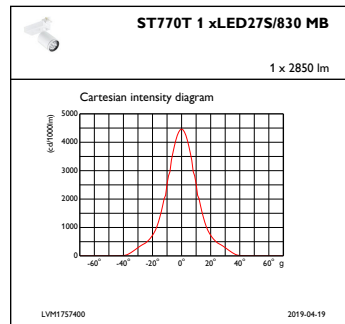 ST770T 1 xLED27S/830 MB
1 x 2850 lm
Cartesian intensity diagram
(cd/1000lm)
5000
4000
3000
2000
1000
0
-60° -40° -20° 0° 20° 40° 60° g
LVM1757400 2019-04-19